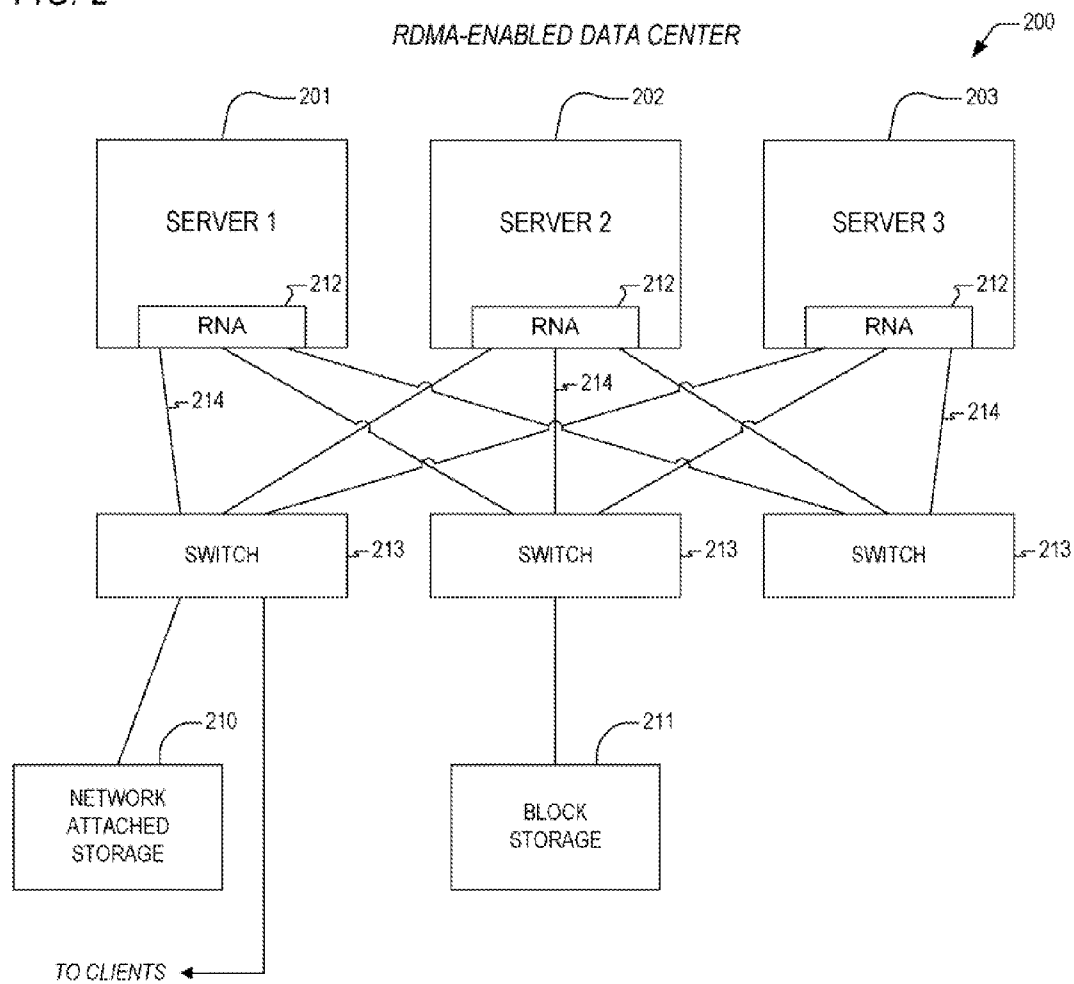 FIG. 2
RDMA-ENABLED DATA CENTER
200
201
202
203
SERVER 1
SERVER 2
SERVER 3
212
212
212
RNA
RNA
RNA
214
214
214
SWITCH
213
SWITCH
213
SWITCH
213
210
211
NETWORK
ATTACHED
STORAGE
BLOCK
STORAGE
TO CLIENTS